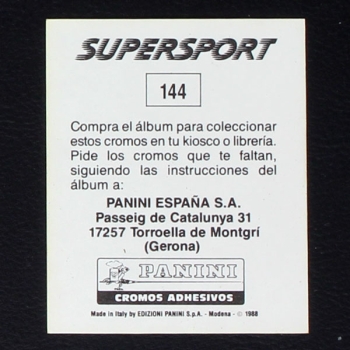 SUPERSPORT
144
Compra el álbum para coleccionar
estos cromos en tu kiosco o librería.
Pide los cromos que te faltan,
siguiendo las instrucciones del
álbum a:
PANINI ESPAÑA S.A.
Passeig de Catalunya 31
17257 Torroella de Montgrí
(Gerona)
PANINI
CROMOS ADHESIVOS
Made in Italy by EDIZIONI PANINI S.p.A. - Modena - © 1988